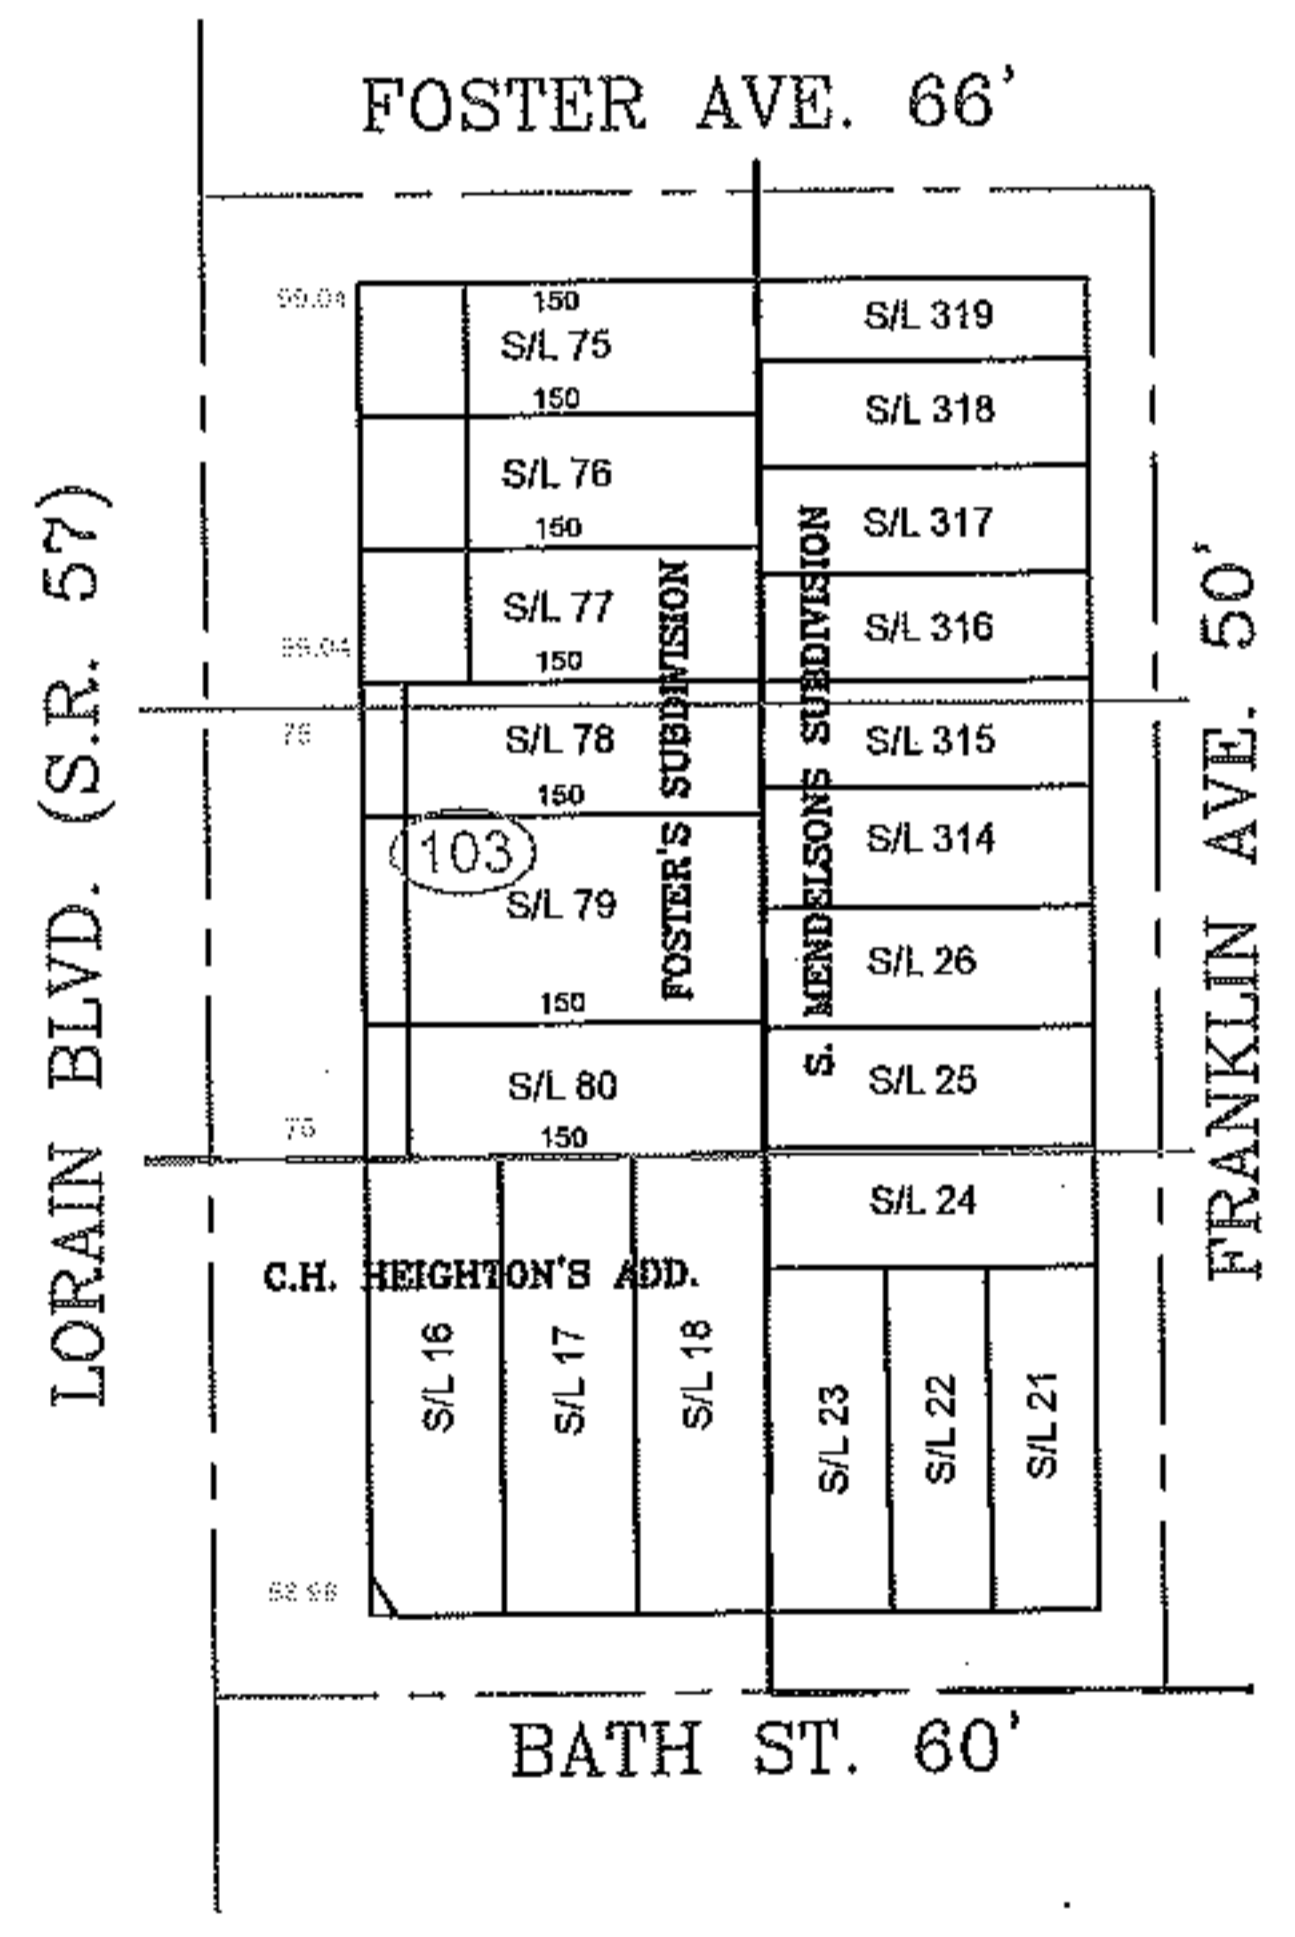 FOSTER AVE. 66'
99.04
150
S/L 75
150
S/L 76
150
S/L 77
150
S/L 78
150
103
S/L 79
150
S/L 80
150
75
S/L 319
S/L 318
S/L 317
S/L 316
S/L 315
S/L 314
S/L 26
S/L 25
S/L 24
FOSTER'S SUBDIVISION
S. MENDELSONS SUBDIVISION
LORAIN BLVD. (S.R. 57)
FRANKLIN AVE. 50'
C.H. HEIGHTON'S ADD.
S/L 16
S/L 17
S/L 18
S/L 23
S/L 22
S/L 21
BATH ST. 60'